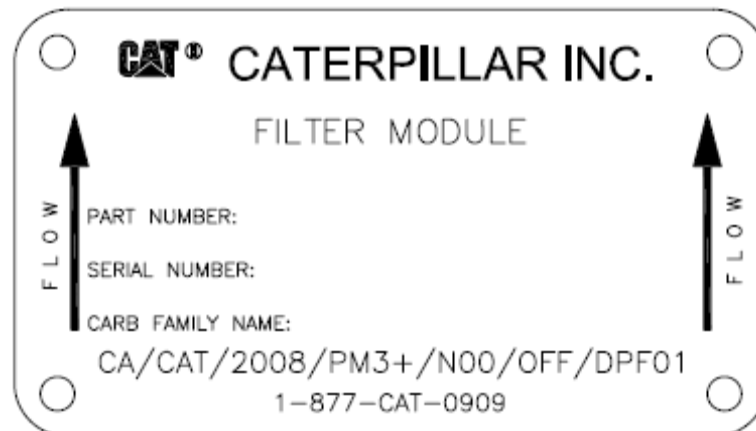 CAT® CATERPILLAR INC.
FILTER MODULE
FLOW
FLOW
PART NUMBER:
SERIAL NUMBER:
CARB FAMILY NAME:
CA/CAT/2008/PM3+/N00/OFF/DPF01
1-877-CAT-0909